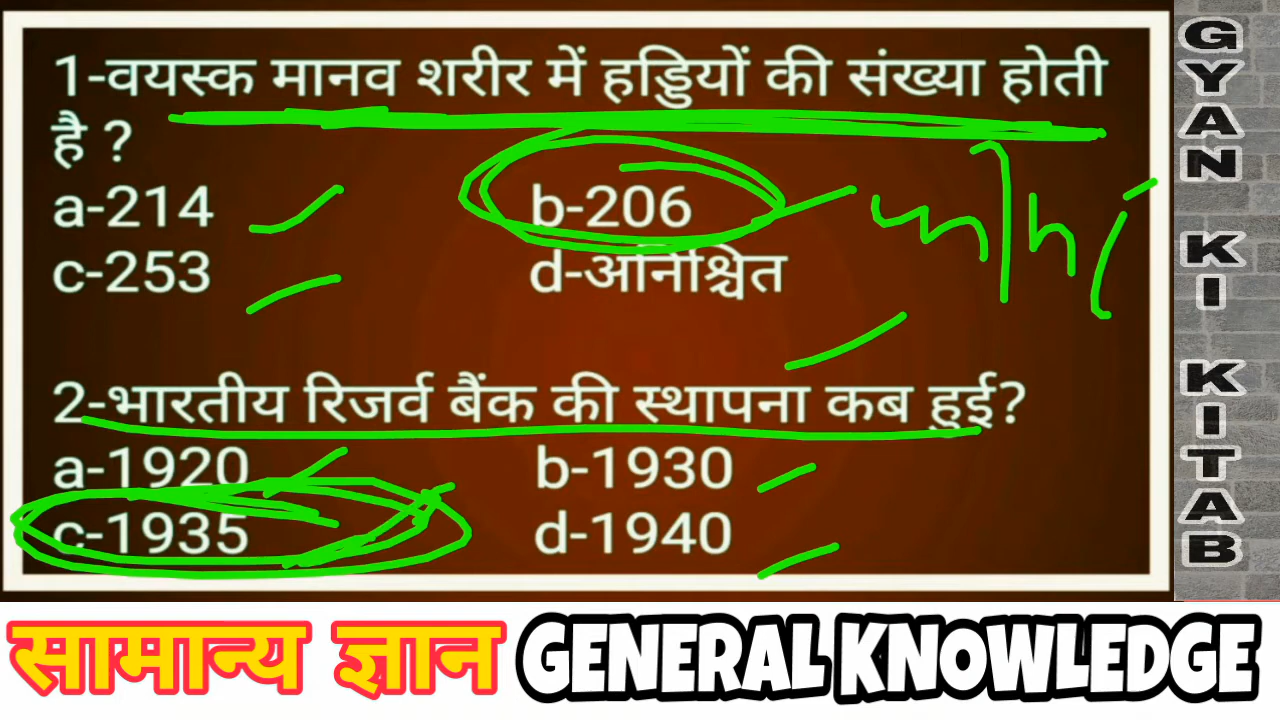 1-वयस्क मानव शरीर में हड्डियों की संख्या होती
है ?
a-214 b-206
c-253 d-अनिश्चित
2-भारतीय रिजर्व बैंक की स्थापना कब हुई?
a-1920 b-1930
c-1935 d-1940
GYAN KI KITAB
सामान्य ज्ञान GENERAL KNOWLEDGE